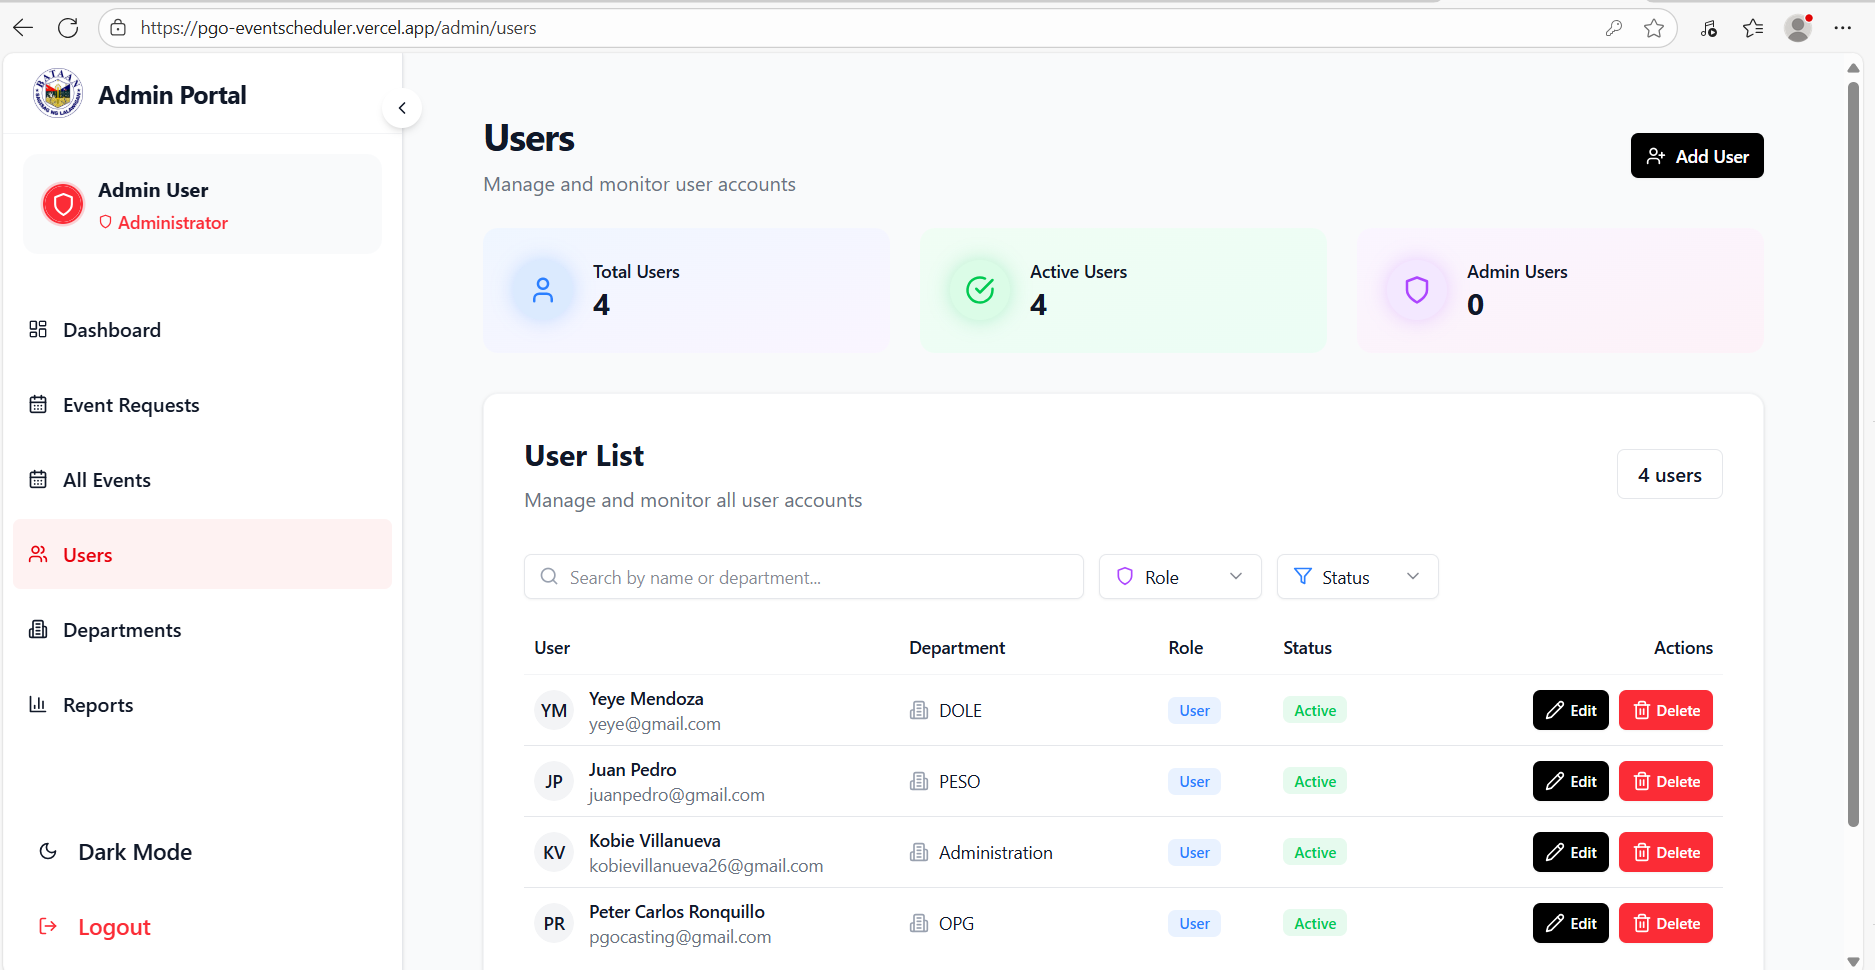 https://pgo-eventscheduler.vercel.app/admin/users
BATAAN
Admin Portal
Admin User
Administrator
Dashboard
Event Requests
All Events
Users
Departments
Reports
Dark Mode
Logout
Users
Manage and monitor user accounts
Add User
Total Users
4
Active Users
4
Admin Users
0
User List
Manage and monitor all user accounts
4 users
Search by name or department...
Role
Status
User Department Role Status Actions
YM Yeye Mendoza
yeye@gmail.com
DOLE User Active Edit Delete
JP Juan Pedro
juanpedro@gmail.com
PESO User Active Edit Delete
KV Kobie Villanueva
kobievillanueva26@gmail.com
Administration User Active Edit Delete
PR Peter Carlos Ronquillo
pgocasting@gmail.com
OPG User Active Edit Delete